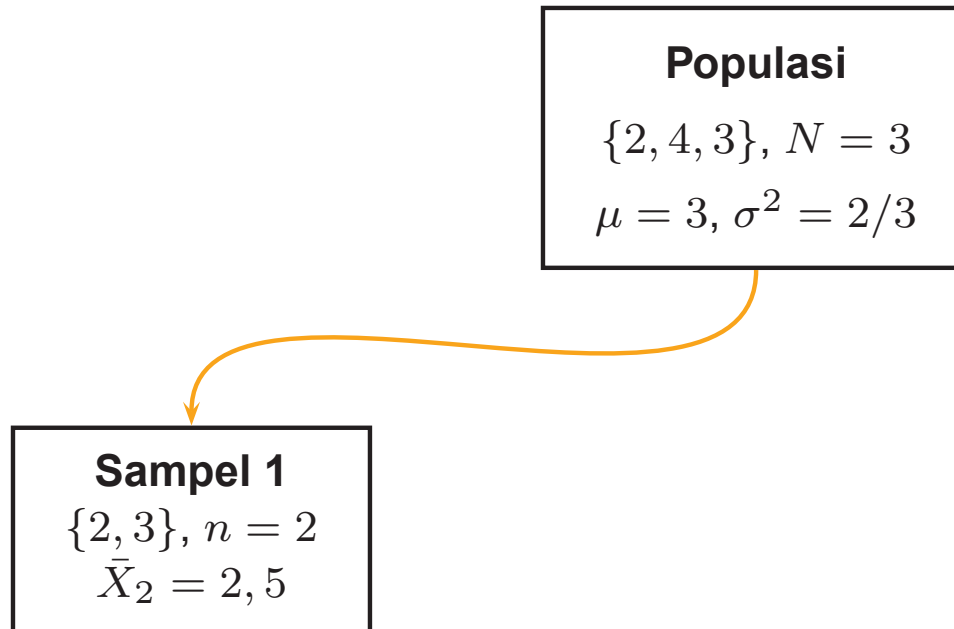 Populasi
{2, 4, 3}, N = 3
μ = 3, σ² = 2/3
Sampel 1
{2, 3}, n = 2
X̄₂ = 2, 5